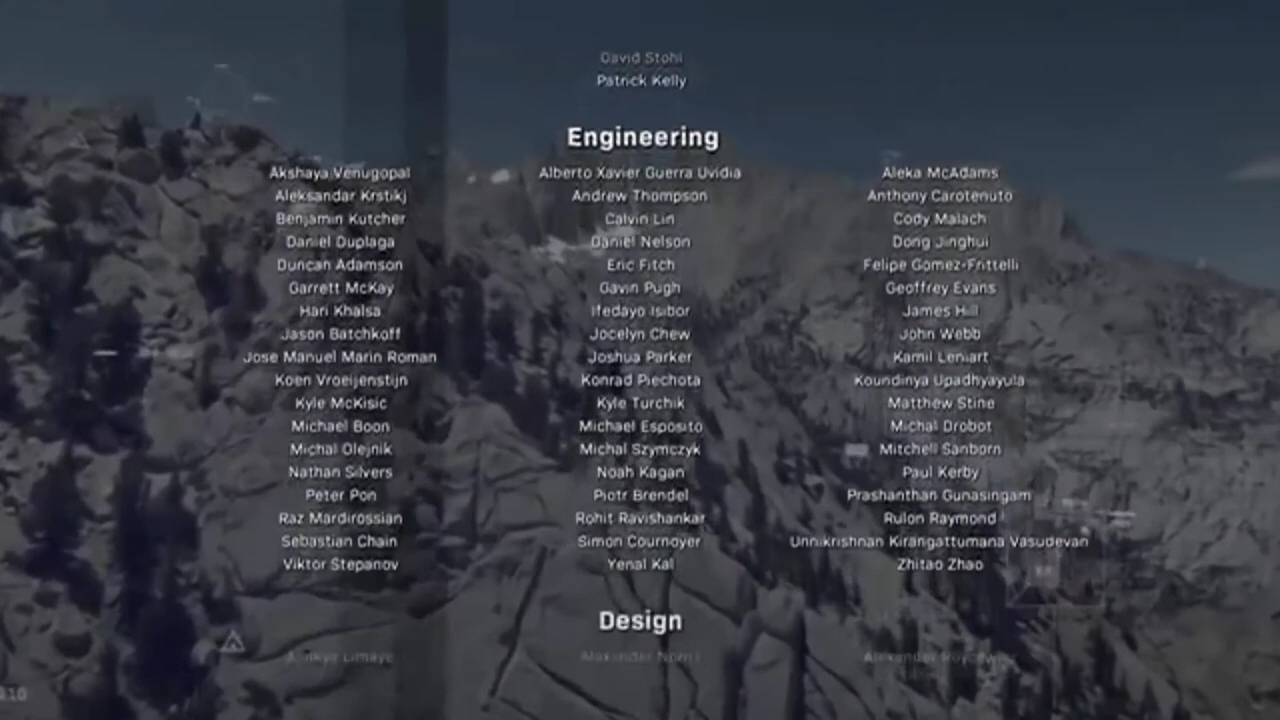 David Stohl
Patrick Kelly
Engineering
Akshaya Venugopal Alberto Xavier Guerra Uvidia Aleka McAdams
Aleksandar Krstikj Andrew Thompson Anthony Carotenuto
Benjamin Kutcher Calvin Lin Cody Malach
Daniel Duplaga Daniel Nelson Dong Jinghui
Duncan Adamson Eric Fitch Felipe Gomez-Frittelli
Garrett McKay Gavin Pugh Geoffrey Evans
Hari Khalsa Ifedayo Isibor James Hill
Jason Batchkoff Jocelyn Chew John Webb
Jose Manuel Marin Roman Joshua Parker Kamil Leniart
Koen Vroeijenstijn Konrad Piechota Koundinya Upadhyayula
Kyle McKisic Kyle Turchik Matthew Stine
Michael Boon Michael Esposito Michal Drobot
Michal Olejnik Michal Szymczyk Mitchell Sanborn
Nathan Silvers Noah Kagan Paul Kerby
Peter Pon Piotr Brendel Prashanthan Gunasingam
Raz Mardirossian Rohit Ravishankar Rulon Raymond
Sebastian Chain Simon Cournoyer Unnikrishnan Kirangattumana Vasudevan
Viktor Stepanov Yenal Kal Zhitao Zhao
Design
Limaye Alexander Alexander